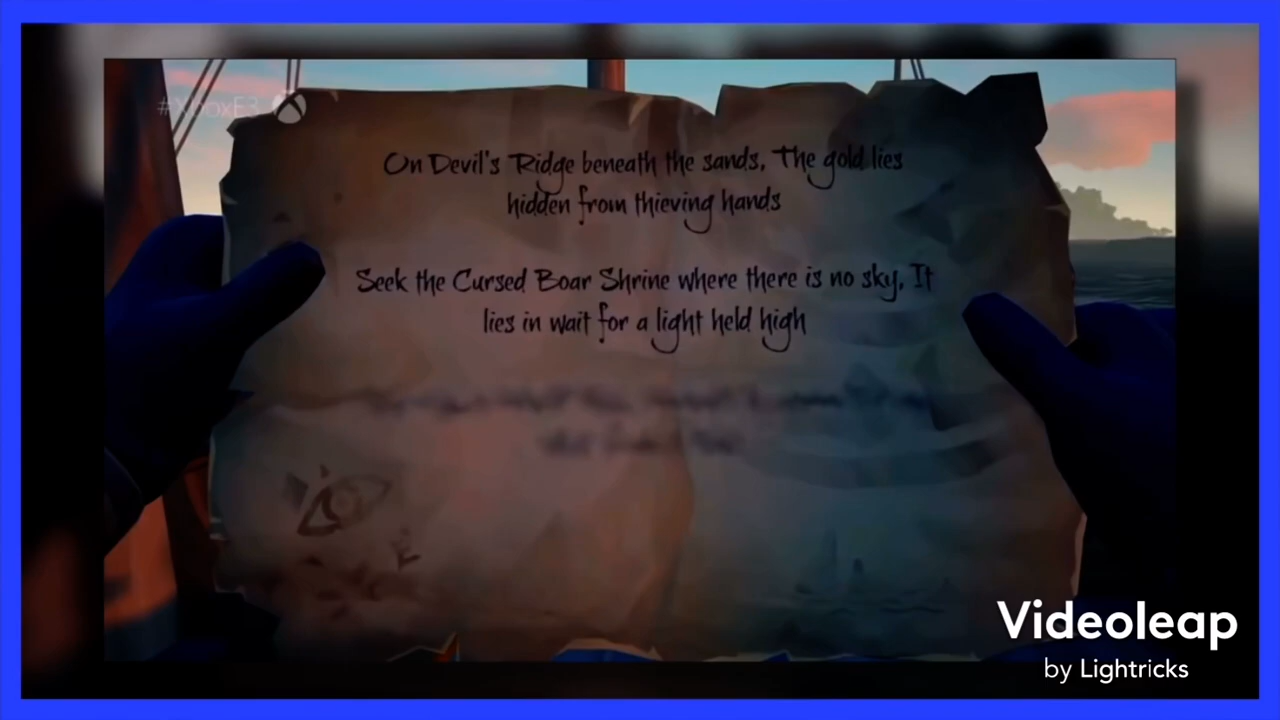 #XboxE3
On Devil's Ridge beneath the sands, The gold lies
hidden from thieving hands
Seek the Cursed Boar Shrine where there is no sky, It
lies in wait for a light held high
Videoleap
by Lightricks